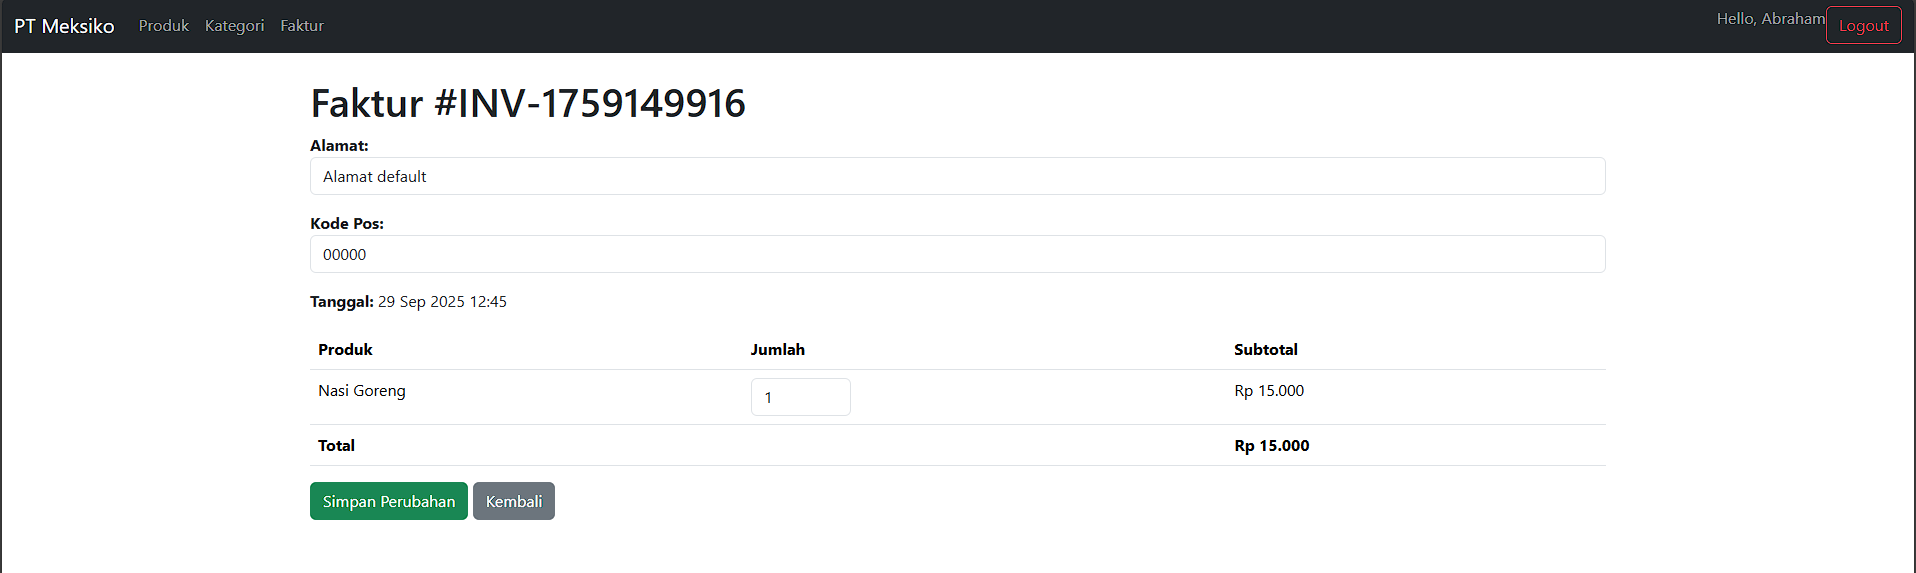 PT Meksiko Produk Kategori Faktur Hello, Abraham Logout
Faktur #INV-1759149916
Alamat:
Alamat default
Kode Pos:
00000
Tanggal: 29 Sep 2025 12:45
Produk Jumlah Subtotal
Nasi Goreng 1 Rp 15.000
Total Rp 15.000
Simpan Perubahan Kembali